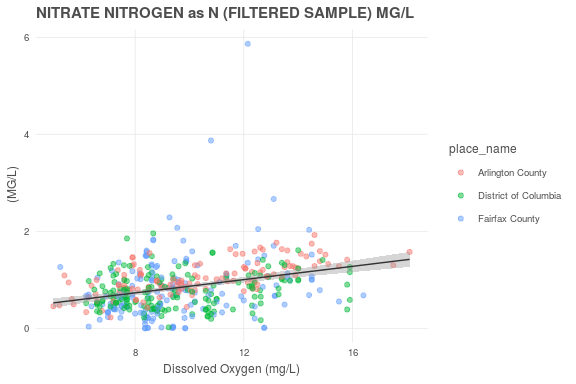 NITRATE NITROGEN as N (FILTERED SAMPLE) MG/L
6
4
2
0
(MG/L)
8
12
16
Dissolved Oxygen (mg/L)
place_name
Arlington County
District of Columbia
Fairfax County